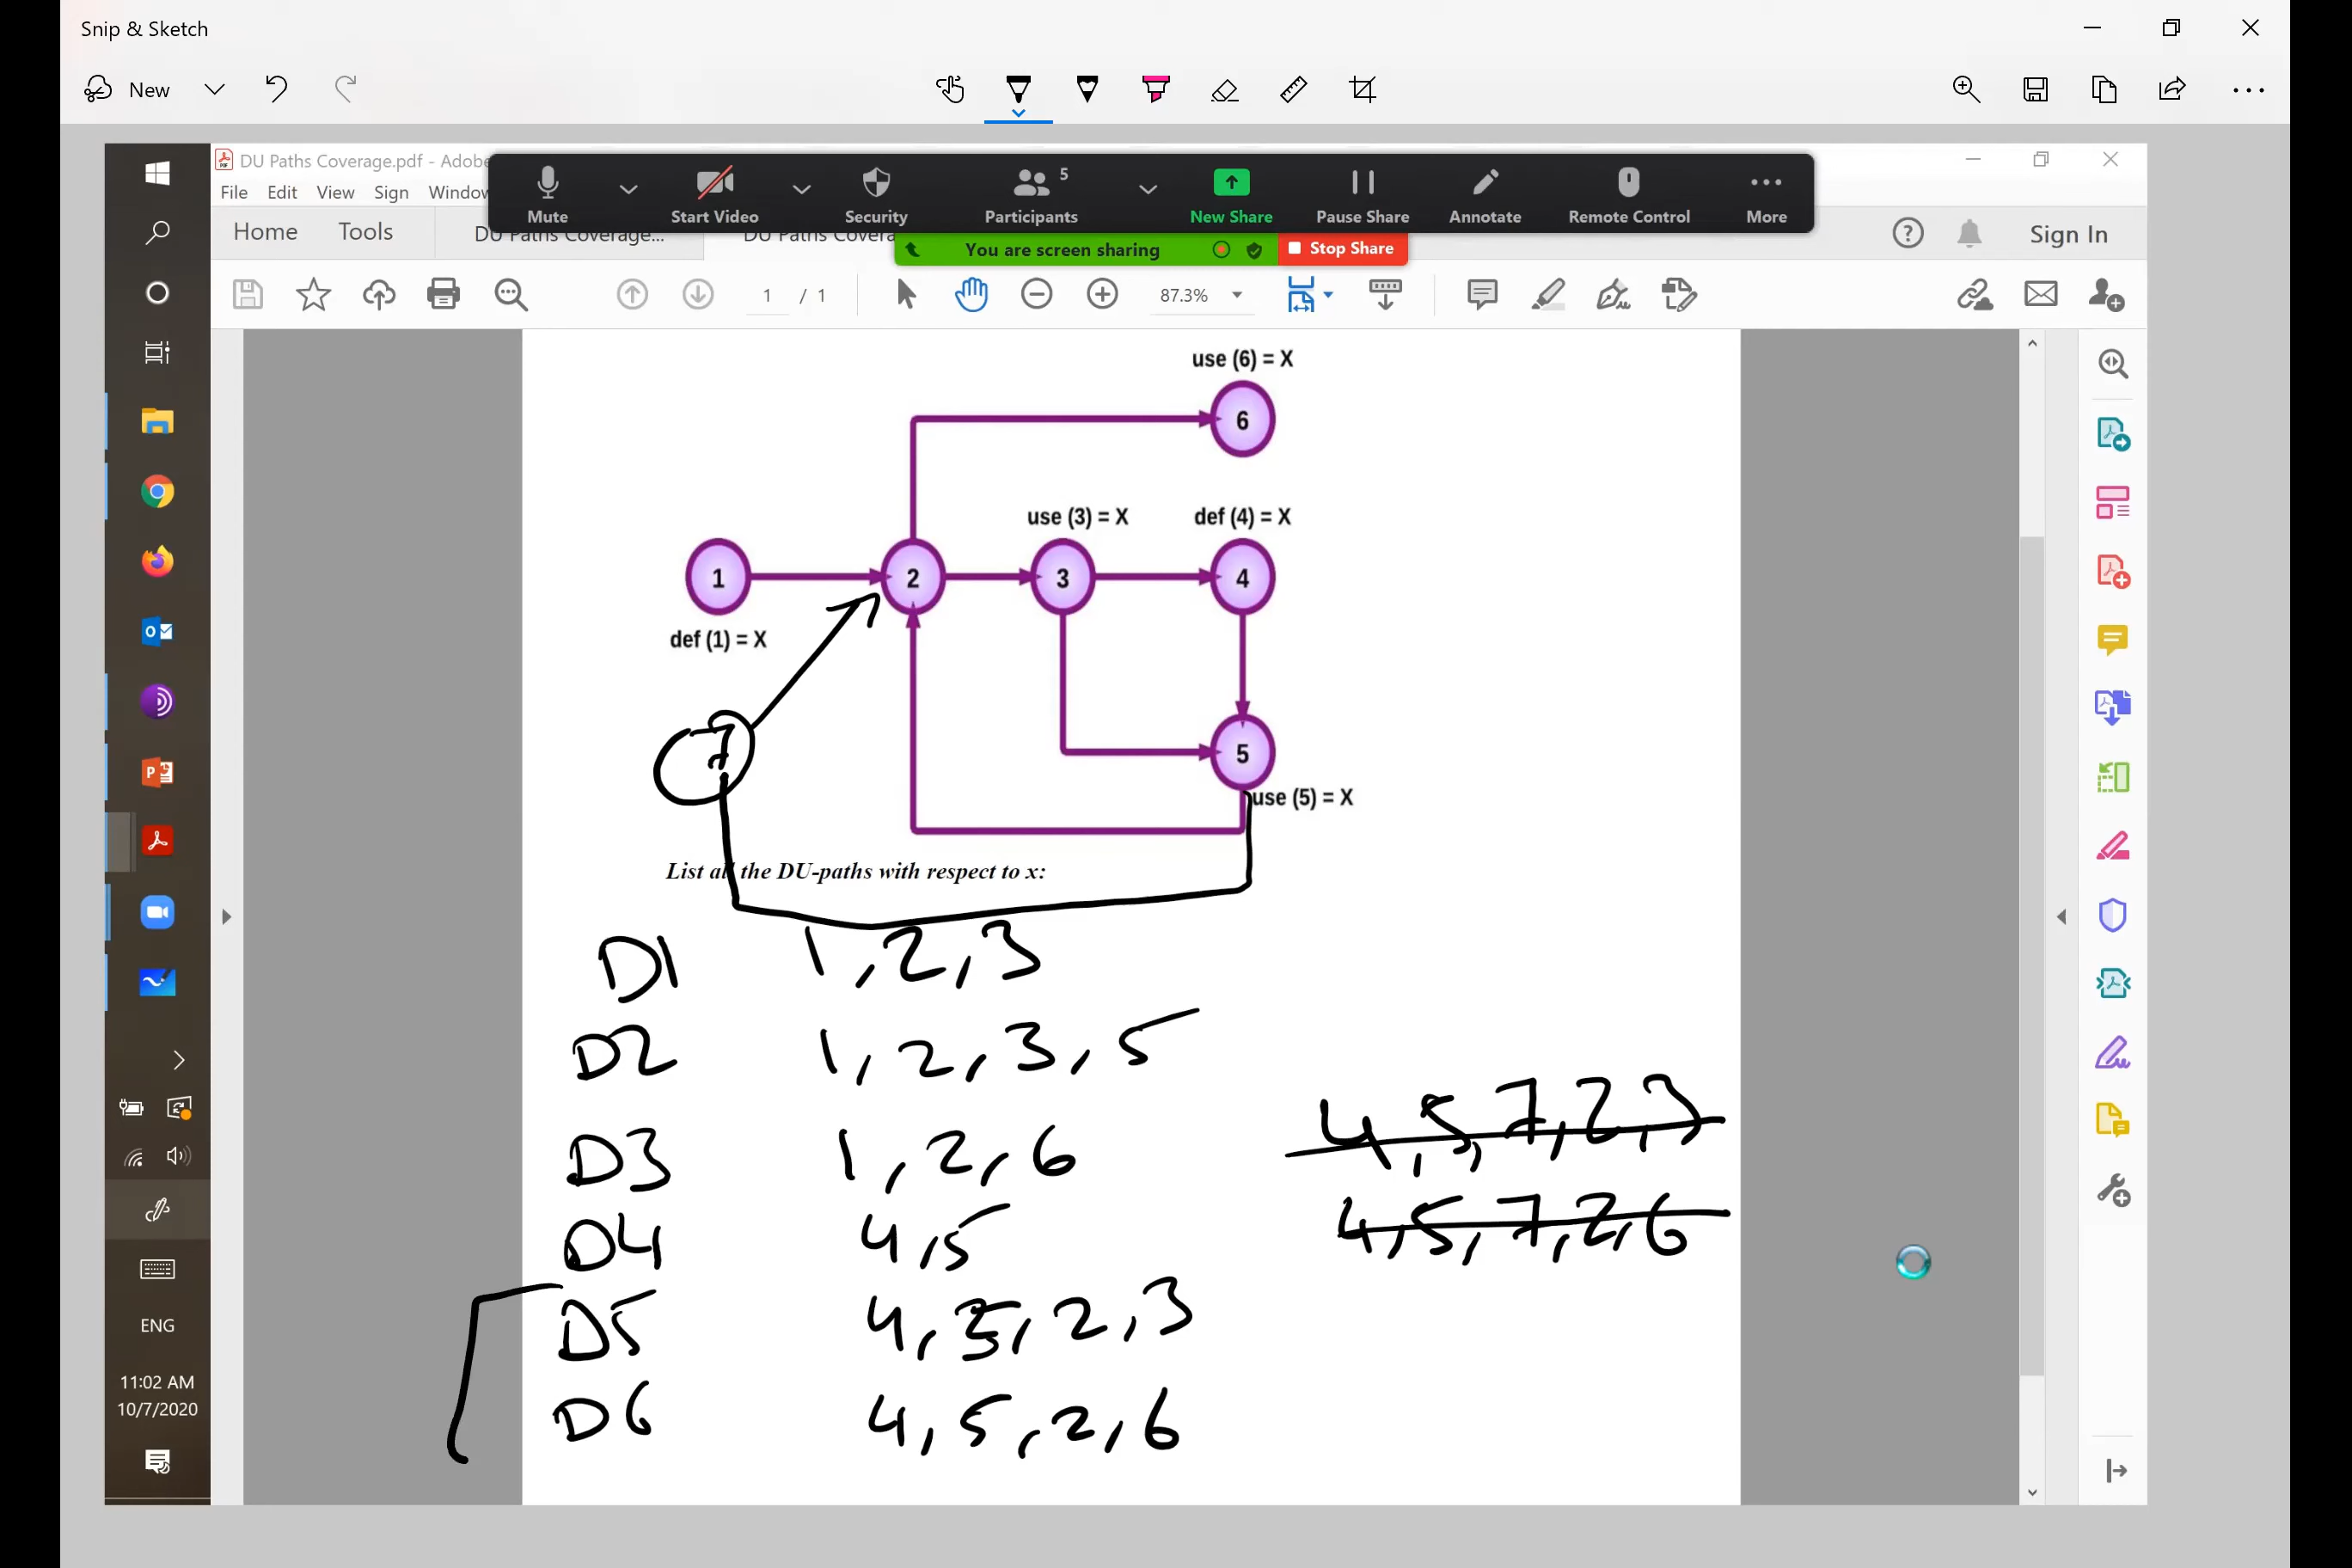 Snip & Sketch
New
DU Paths Coverage.pdf - Adobe
File Edit View Sign Window
5
Mute Start Video Security Participants New Share Pause Share Annotate Remote Control More
Home Tools DU Paths Coverage... DU Paths Covera Sign In
You are screen sharing Stop Share
1 / 1 87.3%
use (6) = X
6
use (3) = X def (4) = X
1 2 3 4
def (1) = X
7
5
use (5) = X
List all the DU-paths with respect to x:
D1 1,2,3
D2 1,2,3,5
4,5,7,2,3
D3 1,2,6
4,5,7,2,6
D4 4,5
D5 4,5,2,3
D6 4,5,2,6
ENG
11:02 AM
10/7/2020